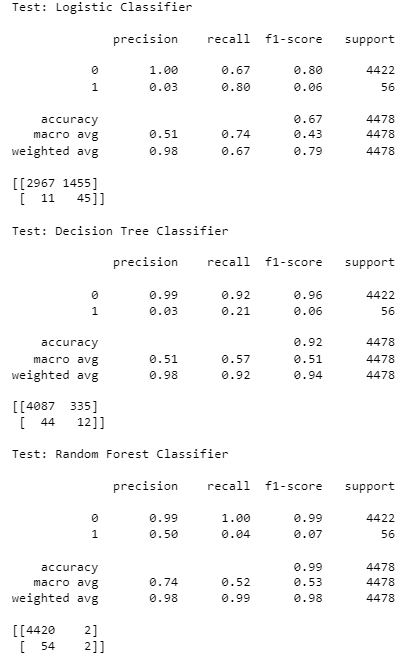 Test: Logistic Classifier
precision recall f1-score support
0 1.00 0.67 0.80 4422
1 0.03 0.80 0.06 56
accuracy 0.67 4478
macro avg 0.51 0.74 0.43 4478
weighted avg 0.98 0.67 0.79 4478
[[2967 1455]
[ 11 45]]
Test: Decision Tree Classifier
precision recall f1-score support
0 0.99 0.92 0.96 4422
1 0.03 0.21 0.06 56
accuracy 0.92 4478
macro avg 0.51 0.57 0.51 4478
weighted avg 0.98 0.92 0.94 4478
[[4087 335]
[ 44 12]]
Test: Random Forest Classifier
precision recall f1-score support
0 0.99 1.00 0.99 4422
1 0.50 0.04 0.07 56
accuracy 0.99 4478
macro avg 0.74 0.52 0.53 4478
weighted avg 0.98 0.99 0.98 4478
[[4420 2]
[ 54 2]]